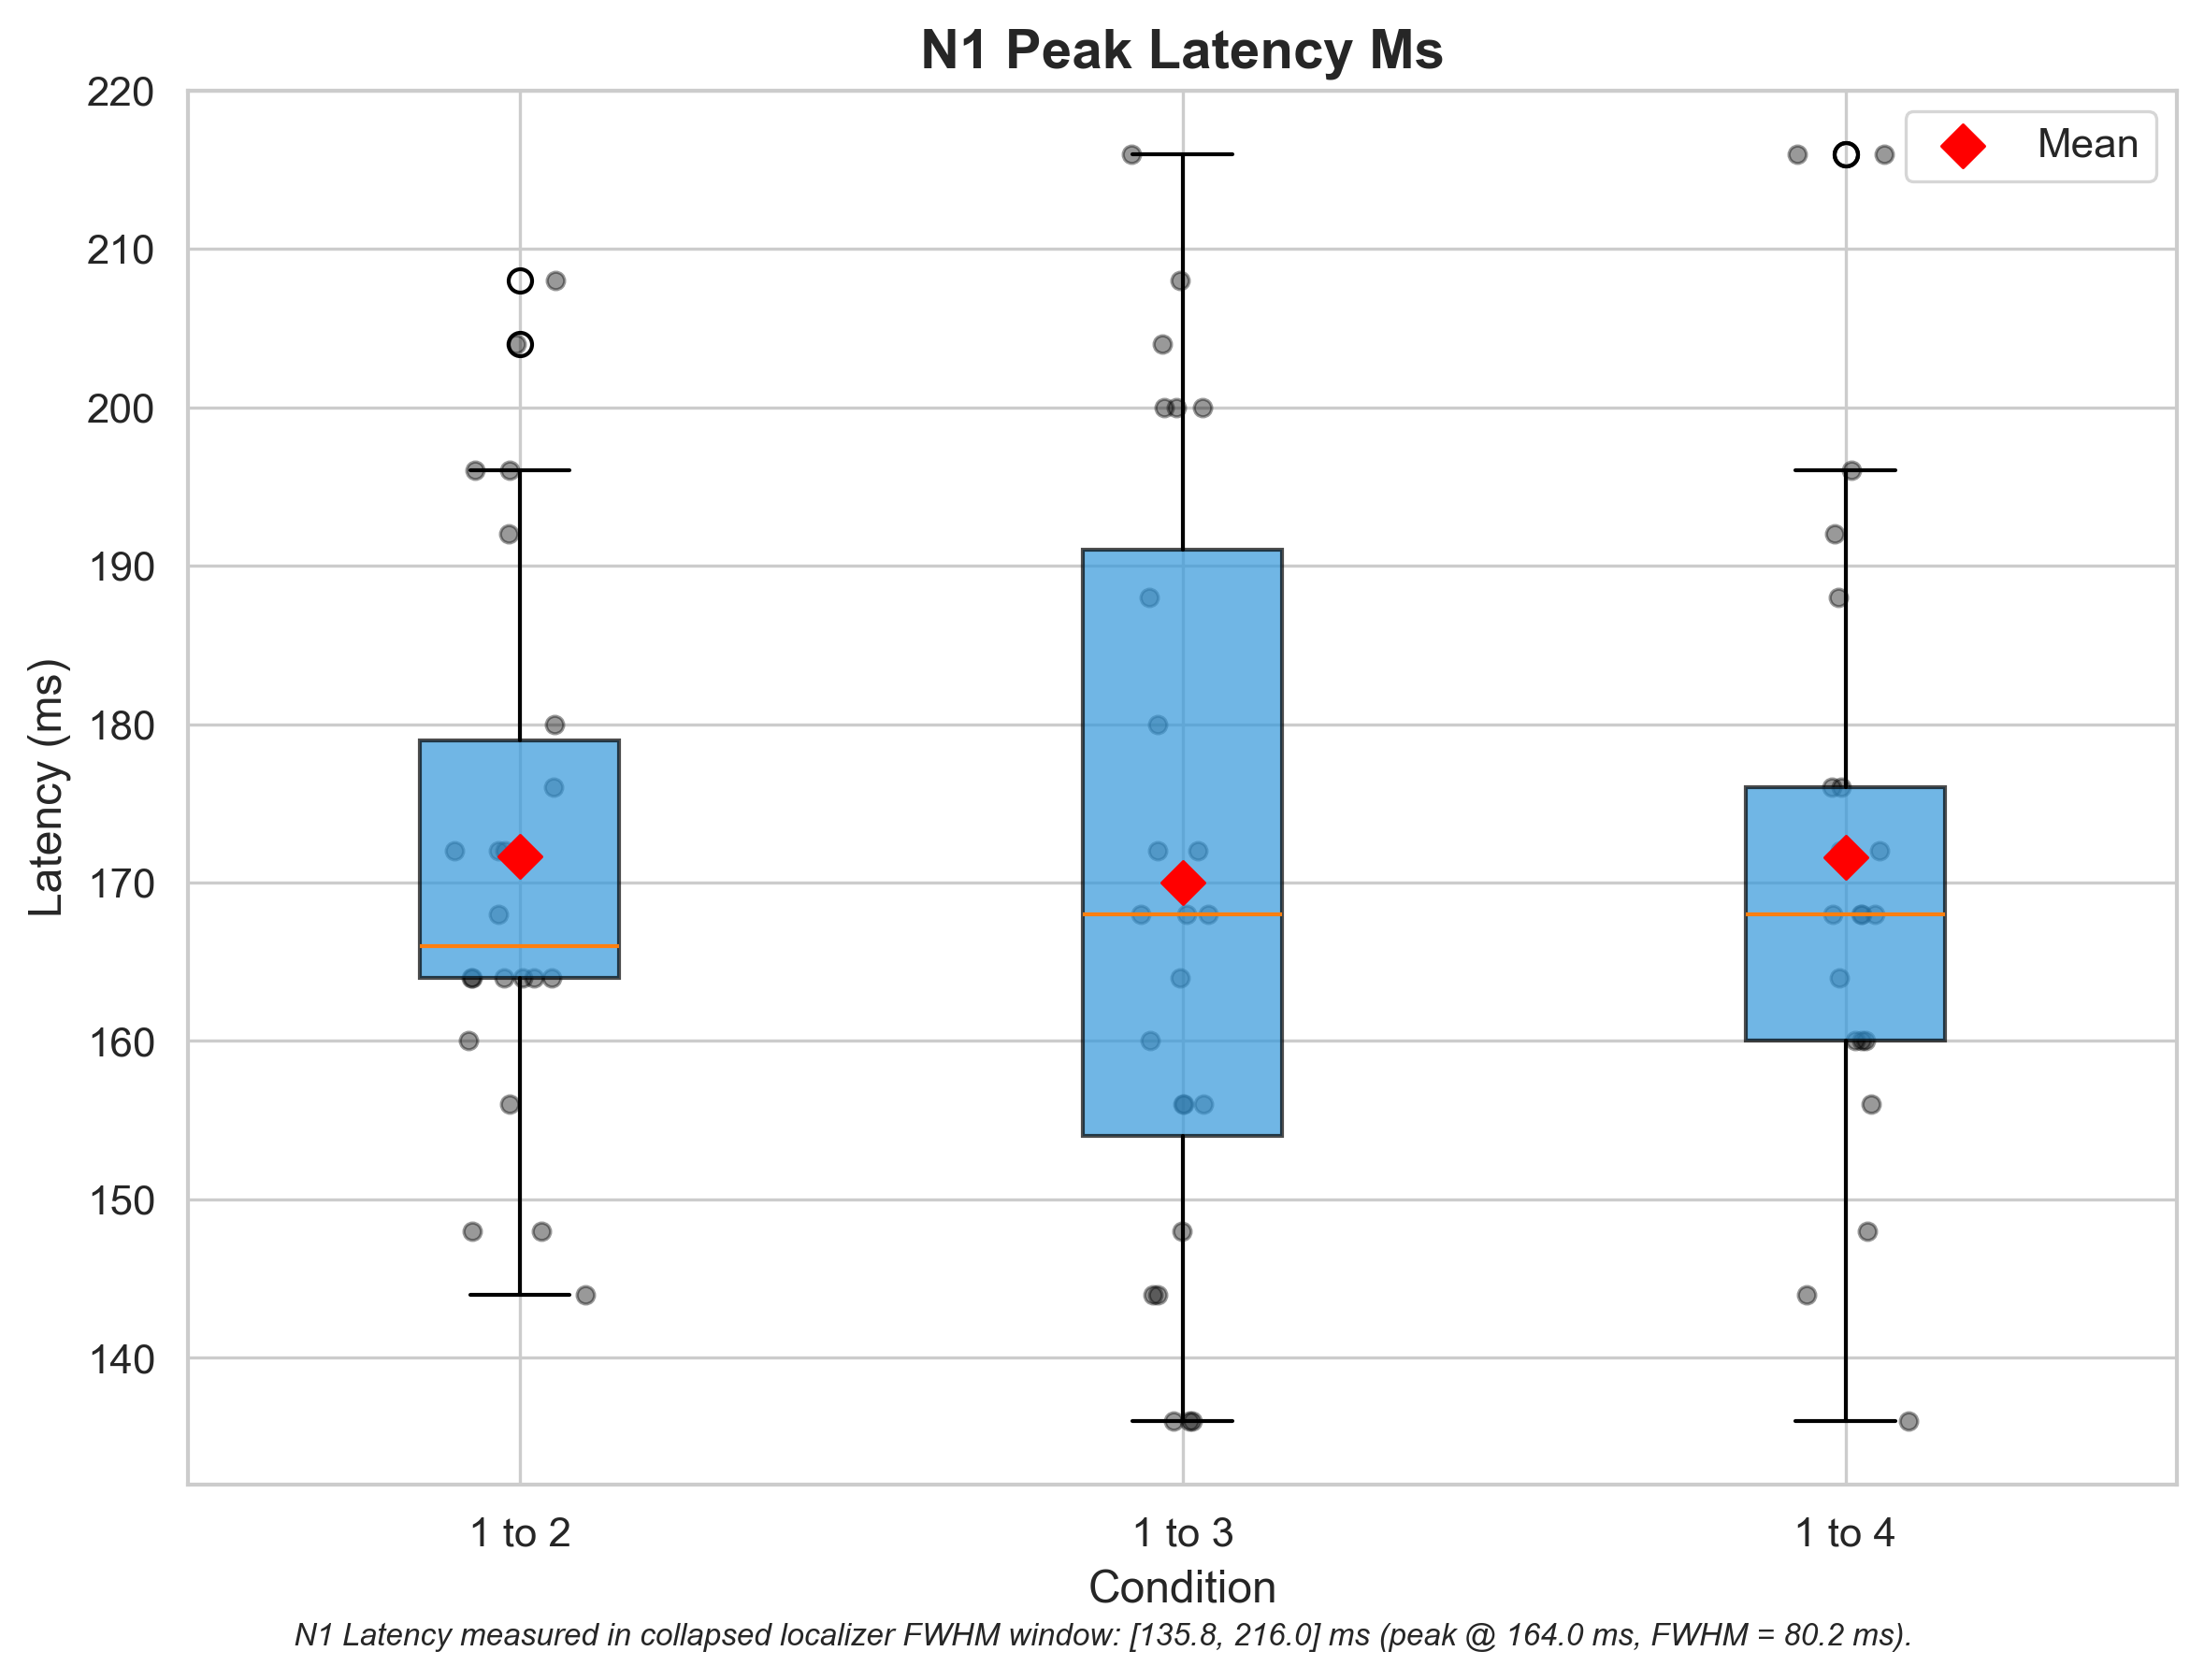 N1 Peak Latency Ms
220
210
200
190
180
170
160
150
140
Latency (ms)
Mean
1 to 2
1 to 3
1 to 4
Condition
N1 Latency measured in collapsed localizer FWHM window: [135.8, 216.0] ms (peak @ 164.0 ms, FWHM = 80.2 ms).